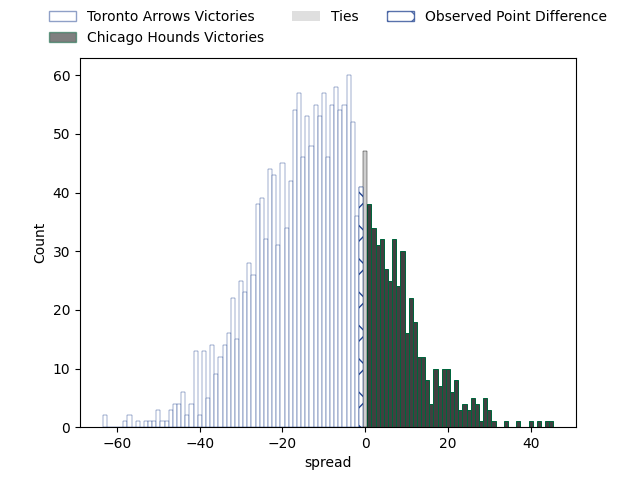 Toronto Arrows Victories
Chicago Hounds Victories
Ties
Observed Point Difference
60
50
40
30
20
10
0
Count
−60 −40 −20 0 20 40
spread